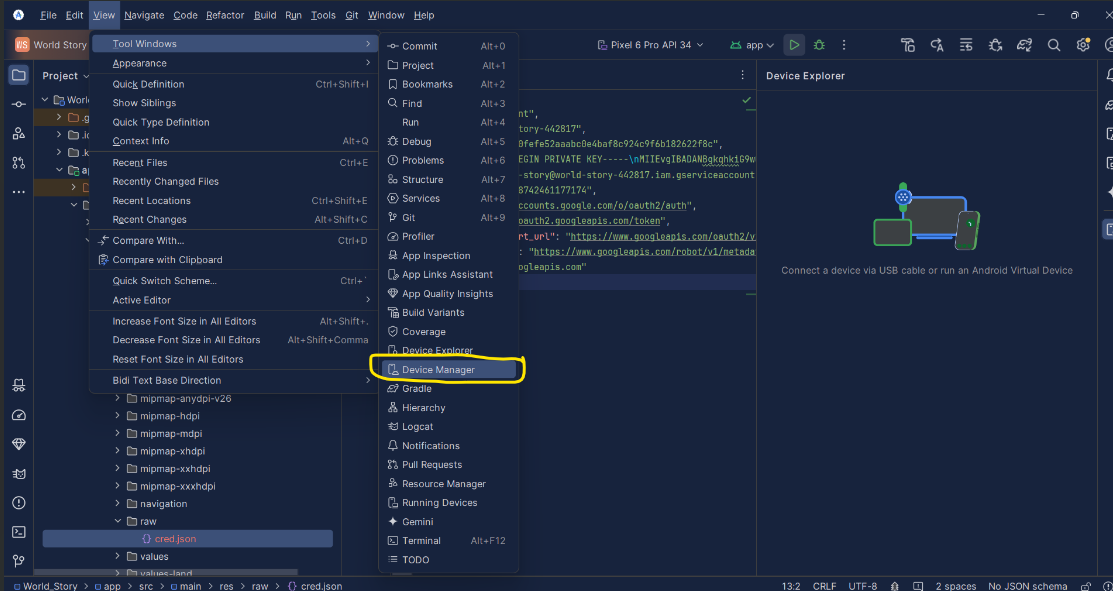 File Edit View Navigate Code Refactor Build Run Tools Git Window Help
WS World Story
Pixel 6 Pro API 34
app
Project
Worl
.g
.ic
.k
ap
Tool Windows
Appearance
Quick Definition Ctrl+Shift+I
Show Siblings
Quick Type Definition
Context Info Alt+Q
Recent Files Ctrl+E
Recently Changed Files
Recent Locations Ctrl+Shift+E
Recent Changes Alt+Shift+C
Compare With... Ctrl+D
Compare with Clipboard
Quick Switch Scheme... Ctrl+`
Active Editor
Increase Font Size in All Editors Alt+Shift+.
Decrease Font Size in All Editors Alt+Shift+Comma
Reset Font Size in All Editors
Bidi Text Base Direction
mipmap-anydpi-v26
mipmap-hdpi
mipmap-mdpi
mipmap-xhdpi
mipmap-xxhdpi
mipmap-xxxhdpi
navigation
raw
cred.json
values
values-land
Commit Alt+0
Project Alt+1
Bookmarks Alt+2
Find Alt+3
Run Alt+4
Debug Alt+5
Problems Alt+6
Structure Alt+7
Services Alt+8
Git Alt+9
Profiler
App Inspection
App Links Assistant
App Quality Insights
Build Variants
Coverage
Device Explorer
Device Manager
Gradle
Hierarchy
Logcat
Notifications
Pull Requests
Resource Manager
Running Devices
Gemini
Terminal Alt+F12
TODO
nt",
tory-442817",
0fefe52aaabc0e4baf8c924c9f6b182622f8c",
EGIN PRIVATE KEY-----\nMIIEvgIBADANBgkqhkiG9w
-story@world-story-442817.iam.gserviceaccount
8742461177174",
ccounts.google.com/o/oauth2/auth",
oauth2.googleapis.com/token",
rt_url": "https://www.googleapis.com/oauth2/v
: "https://www.googleapis.com/robot/v1/metada
ogleapis.com"
Device Explorer
Connect a device via USB cable or run an Android Virtual Device
World_Story > app > src > main > res > raw > {} cred.json
13:2 CRLF UTF-8 2 spaces No JSON schema